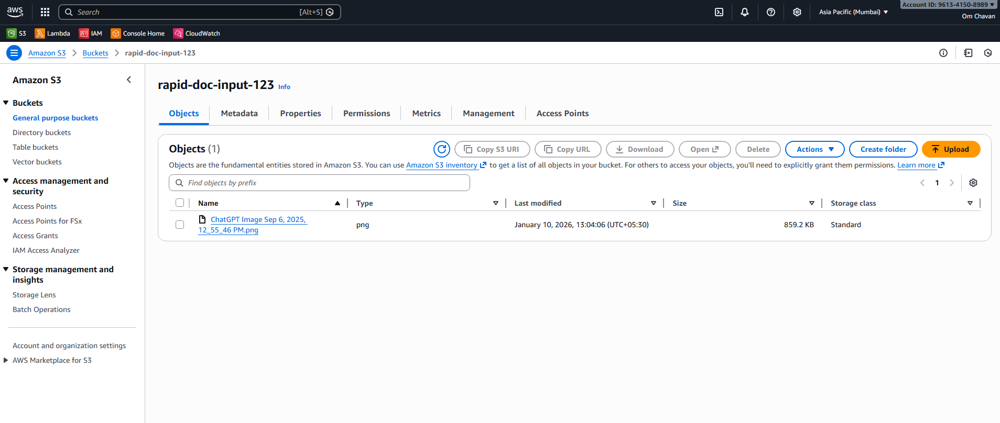 aws
Search
[Alt+S]
Asia Pacific (Mumbai)
Account ID: 9613-4150-8989
Om Chavan
S3
Lambda
IAM
Console Home
CloudWatch
Amazon S3
Buckets
rapid-doc-input-123
Amazon S3
Buckets
General purpose buckets
Directory buckets
Table buckets
Vector buckets
Access management and
security
Access Points
Access Points for FSx
Access Grants
IAM Access Analyzer
Storage management and
insights
Storage Lens
Batch Operations
Account and organization settings
AWS Marketplace for S3
rapid-doc-input-123 Info
Objects
Metadata
Properties
Permissions
Metrics
Management
Access Points
Objects (1)
Copy S3 URI
Copy URL
Download
Open
Delete
Actions
Create folder
Upload
Objects are the fundamental entities stored in Amazon S3. You can use Amazon S3 inventory to get a list of all objects in your bucket. For others to access your objects, you'll need to explicitly grant them permissions. Learn more
Find objects by prefix
1
Name
Type
Last modified
Size
Storage class
ChatGPT Image Sep 6, 2025,
12_55_46 PM.png
png
January 10, 2026, 13:04:06 (UTC+05:30)
859.2 KB
Standard